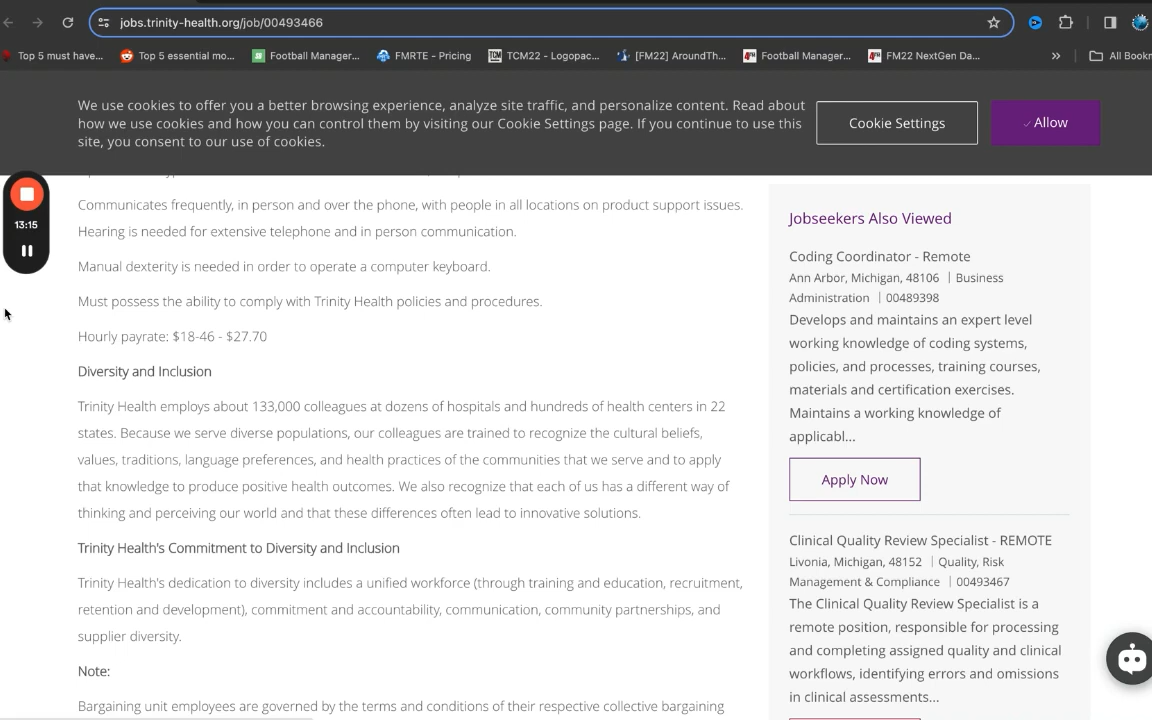 jobs.trinity-health.org/job/00493466
Top 5 must have...
Top 5 essential mo...
Football Manager...
FMRTE - Pricing
TCM22 - Logopac...
[FM22] AroundTh...
Football Manager...
FM22 NextGen Da...
»
All Bookm
We use cookies to offer you a better browsing experience, analyze site traffic, and personalize content. Read about
how we use cookies and how you can control them by visiting our Cookie Settings page. If you continue to use this
site, you consent to our use of cookies.
Cookie Settings
Allow
13:15
Communicates frequently, in person and over the phone, with people in all locations on product support issues.
Hearing is needed for extensive telephone and in person communication.
Manual dexterity is needed in order to operate a computer keyboard.
Must possess the ability to comply with Trinity Health policies and procedures.
Hourly payrate: $18-46 - $27.70
Diversity and Inclusion
Trinity Health employs about 133,000 colleagues at dozens of hospitals and hundreds of health centers in 22
states. Because we serve diverse populations, our colleagues are trained to recognize the cultural beliefs,
values, traditions, language preferences, and health practices of the communities that we serve and to apply
that knowledge to produce positive health outcomes. We also recognize that each of us has a different way of
thinking and perceiving our world and that these differences often lead to innovative solutions.
Trinity Health's Commitment to Diversity and Inclusion
Trinity Health's dedication to diversity includes a unified workforce (through training and education, recruitment,
retention and development), commitment and accountability, communication, community partnerships, and
supplier diversity.
Note:
Bargaining unit employees are governed by the terms and conditions of their respective collective bargaining
Jobseekers Also Viewed
Coding Coordinator - Remote
Ann Arbor, Michigan, 48106 | Business
Administration | 00489398
Develops and maintains an expert level
working knowledge of coding systems,
policies, and processes, training courses,
materials and certification exercises.
Maintains a working knowledge of
applicabl...
Apply Now
Clinical Quality Review Specialist - REMOTE
Livonia, Michigan, 48152 | Quality, Risk
Management & Compliance | 00493467
The Clinical Quality Review Specialist is a
remote position, responsible for processing
and completing assigned quality and clinical
workflows, identifying errors and omissions
in clinical assessments...